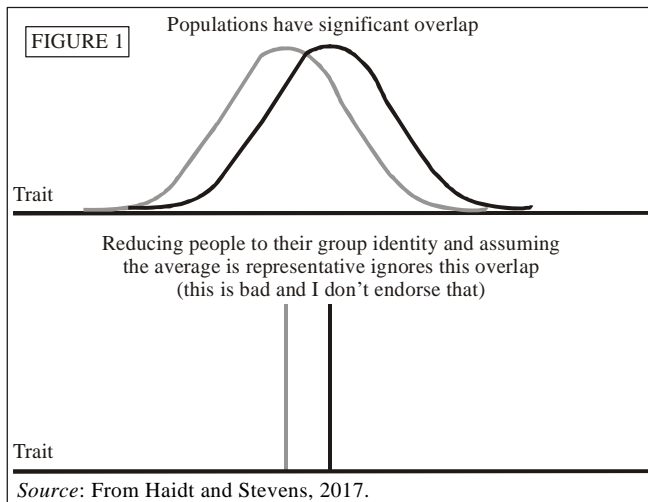 FIGURE 1
Populations have significant overlap
Trait
Reducing people to their group identity and assuming
the average is representative ignores this overlap
(this is bad and I don't endorse that)
Trait
Source: From Haidt and Stevens, 2017.